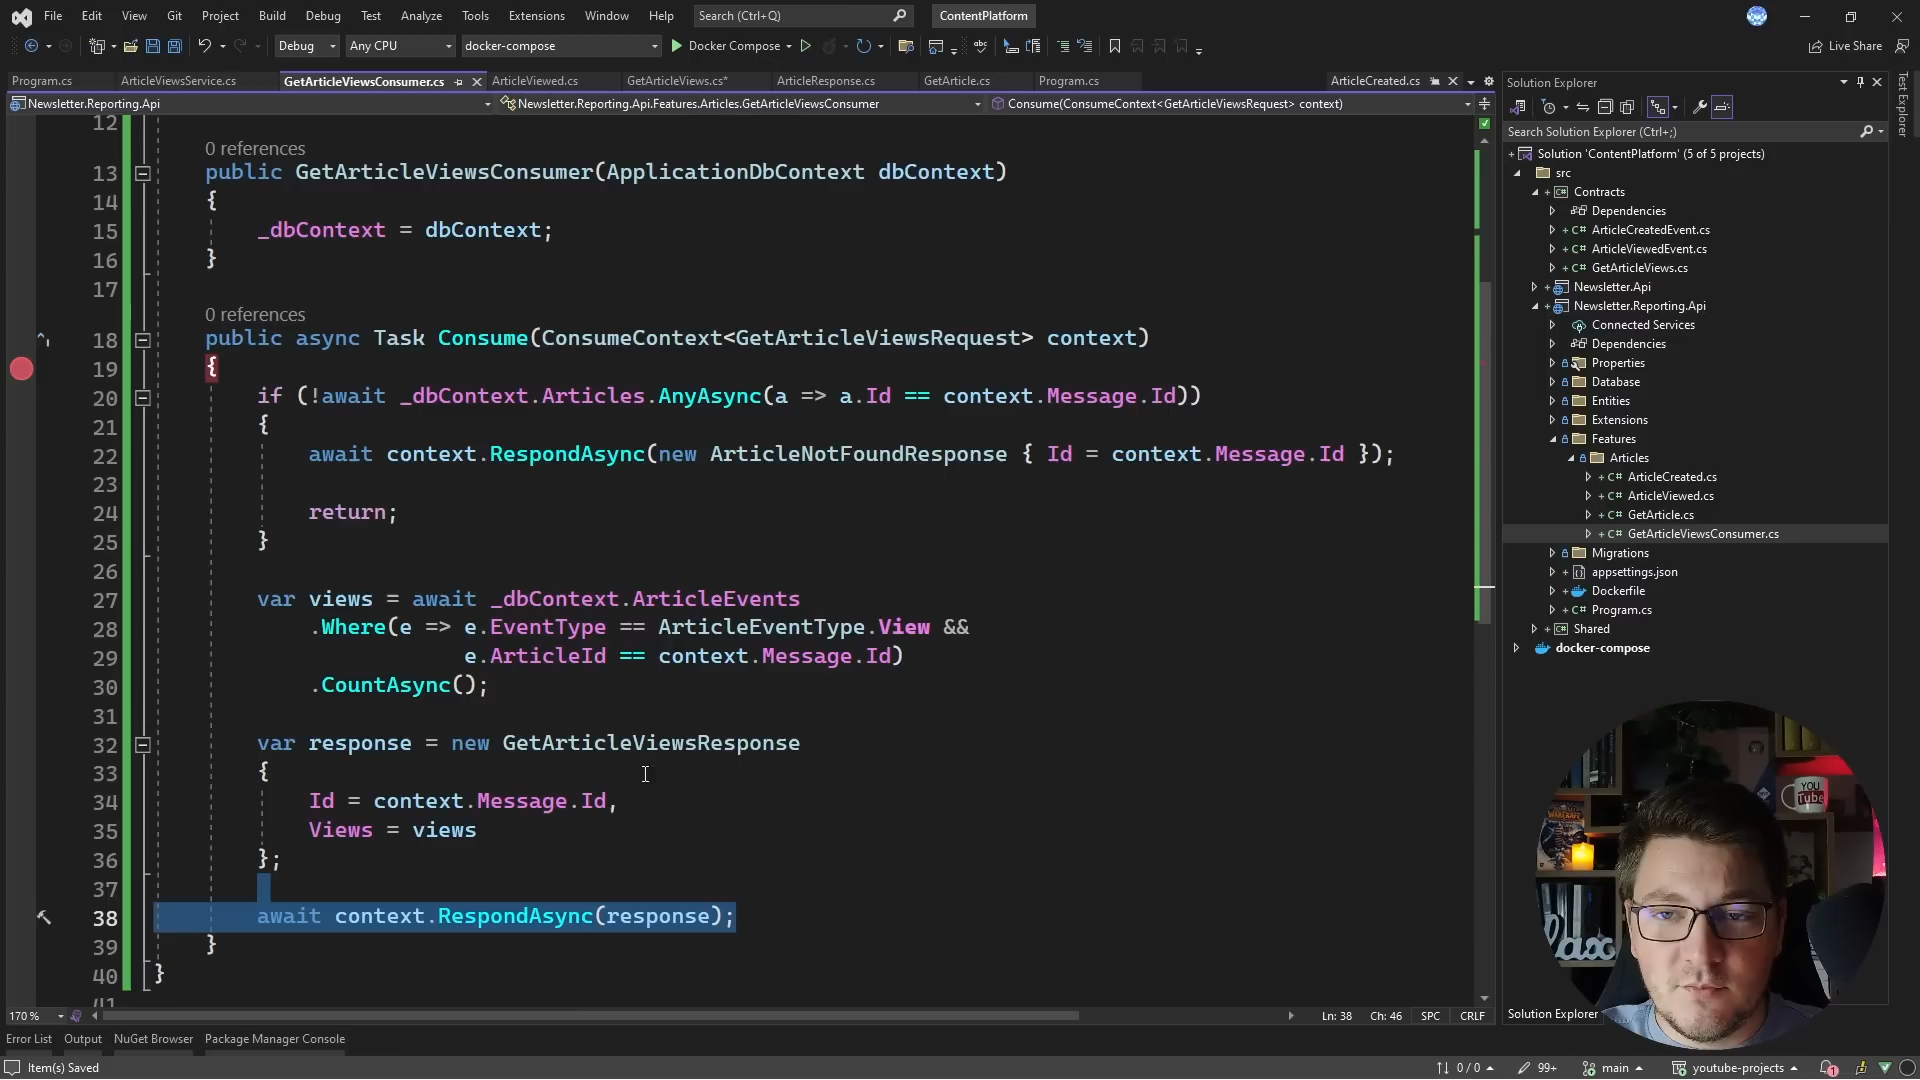 File Edit View Git Project Build Debug Test Analyze Tools Extensions Window Help Search (Ctrl+Q) ContentPlatform
Debug Any CPU docker-compose Docker Compose Live Share
Program.cs ArticleViewsService.cs GetArticleViewsConsumer.cs ArticleViewed.cs GetArticleViews.cs* ArticleResponse.cs GetArticle.cs Program.cs ArticleCreated.cs
Newsletter.Reporting.Api Newsletter.Reporting.Api.Features.Articles.GetArticleViewsConsumer Consume(ConsumeContext<GetArticleViewsRequest> context)
12
0 references
13 public GetArticleViewsConsumer(ApplicationDbContext dbContext)
14 {
15 _dbContext = dbContext;
16 }
17
0 references
18 public async Task Consume(ConsumeContext<GetArticleViewsRequest> context)
19 {
20 if (!await _dbContext.Articles.AnyAsync(a => a.Id == context.Message.Id))
21 {
22 await context.RespondAsync(new ArticleNotFoundResponse { Id = context.Message.Id });
23
24 return;
25 }
26
27 var views = await _dbContext.ArticleEvents
28 .Where(e => e.EventType == ArticleEventType.View &&
29 e.ArticleId == context.Message.Id)
30 .CountAsync();
31
32 var response = new GetArticleViewsResponse
33 {
34 Id = context.Message.Id,
35 Views = views
36 };
37
38 await context.RespondAsync(response);
39 }
40 }
41
170 % Ln: 38 Ch: 46 SPC CRLF
Error List Output NuGet Browser Package Manager Console
Item(s) Saved 0 / 0 99+ main youtube-projects 1
Solution Explorer
Search Solution Explorer (Ctrl+;)
Solution 'ContentPlatform' (5 of 5 projects)
src
Contracts
Dependencies
C# ArticleCreatedEvent.cs
C# ArticleViewedEvent.cs
C# GetArticleViews.cs
Newsletter.Api
Newsletter.Reporting.Api
Connected Services
Dependencies
Properties
Database
Entities
Extensions
Features
Articles
C# ArticleCreated.cs
C# ArticleViewed.cs
C# GetArticle.cs
C# GetArticleViewsConsumer.cs
Migrations
appsettings.json
Dockerfile
C# Program.cs
Shared
docker-compose
Solution Explorer
Test Explorer
YOU
Tube